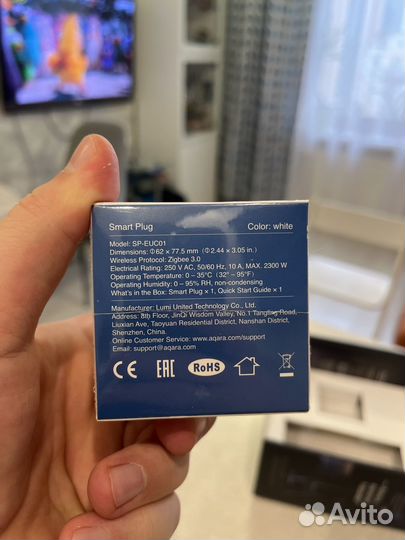 Smart Plug Color: white
Model: SP-EUC01
Dimensions: Φ62 x 77.5 mm (Φ2.44 × 3.05 in.)
Wireless Protocol: Zigbee 3.0
Electrical Rating: 250 V AC, 50/60 Hz, 10 A, MAX. 2300 W
Operating Temperature: 0 – 35°C (32° – 95°F)
Operating Humidity: 0 – 95% RH, non-condensing
What's in the Box: Smart Plug × 1, Quick Start Guide × 1
Manufacturer: Lumi United Technology Co., Ltd.
Address: 8th Floor, JinQi Wisdom Valley, No.1 Tangling Road,
Liuxian Ave, Taoyuan Residential District, Nanshan District,
Shenzhen, China
Online Customer Service: www.aqara.com/support
Email: support@aqara.com
CE EAC RoHS
Avito